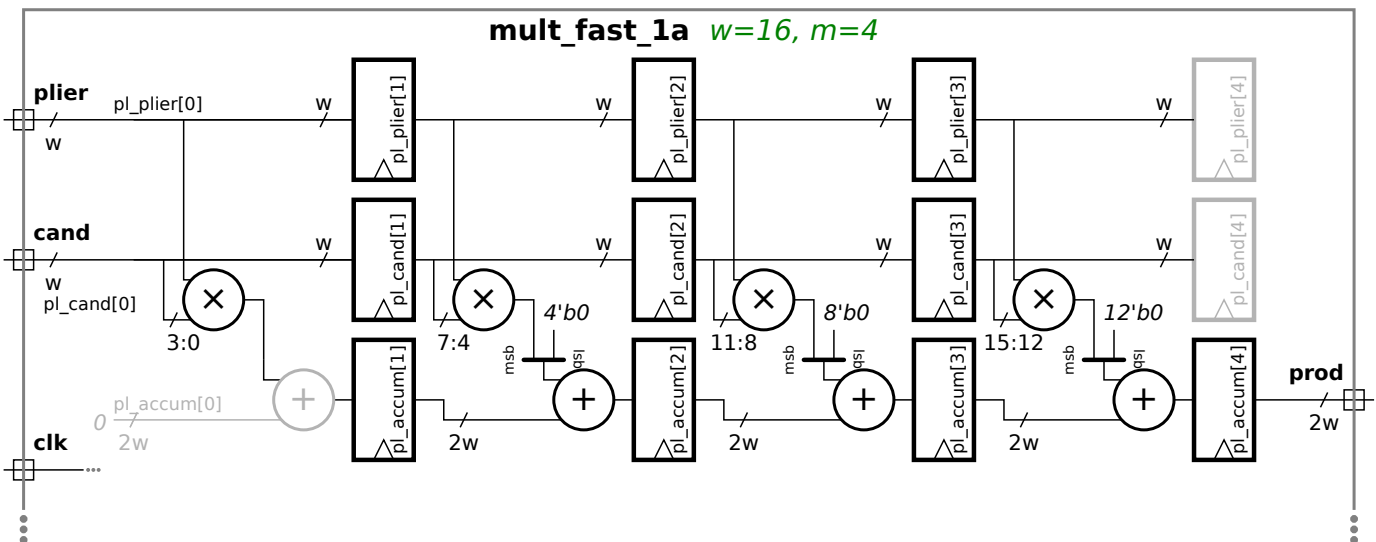 mult_fast_1a w=16, m=4
plier
pl_plier[0]
w
w
pl_plier[1]
w
pl_plier[2]
w
pl_plier[3]
w
pl_plier[4]
cand
w
pl_cand[0]
w
pl_cand[1]
w
pl_cand[2]
w
pl_cand[3]
w
pl_cand[4]
×
3:0
×
7:4
4'b0
msb
lsb
×
11:8
8'b0
msb
lsb
×
15:12
12'b0
msb
lsb
0
pl_accum[0]
2w
+
pl_accum[1]
2w
+
pl_accum[2]
2w
+
pl_accum[3]
2w
+
pl_accum[4]
prod
2w
clk